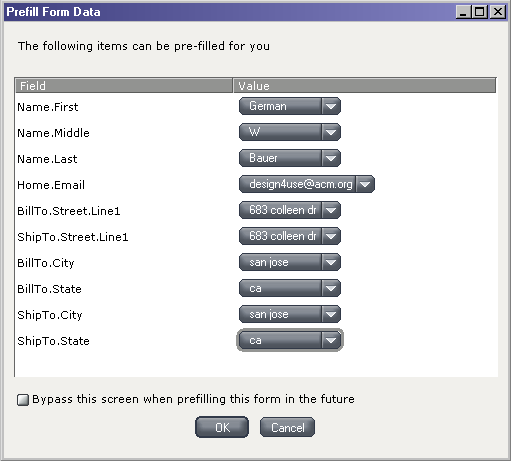 Prefill Form Data
The following items can be pre-filled for you
Field Value
Name.First German
Name.Middle W
Name.Last Bauer
Home.Email design4use@acm.org
BillTo.Street.Line1 683 colleen dr
ShipTo.Street.Line1 683 colleen dr
BillTo.City san jose
BillTo.State ca
ShipTo.City san jose
ShipTo.State ca
Bypass this screen when prefilling this form in the future
OK Cancel